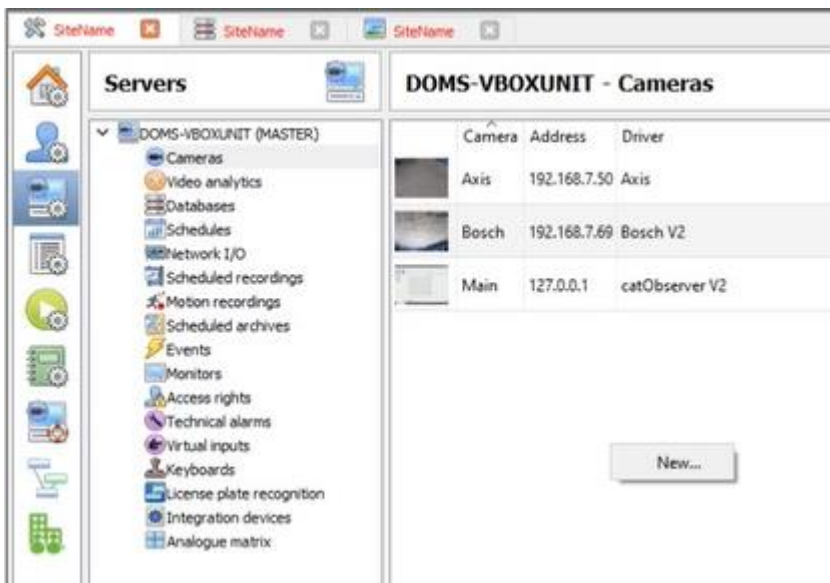 SiteName SiteName SiteName
Servers
DOMS-VBOXUNIT (MASTER)
Cameras
Video analytics
Databases
Schedules
Network I/O
Scheduled recordings
Motion recordings
Scheduled archives
Events
Monitors
Access rights
Technical alarms
Virtual inputs
Keyboards
License plate recognition
Integration devices
Analogue matrix
DOMS-VBOXUNIT - Cameras
Camera Address Driver
Axis 192.168.7.50 Axis
Bosch 192.168.7.69 Bosch V2
Main 127.0.0.1 catObserver V2
New...